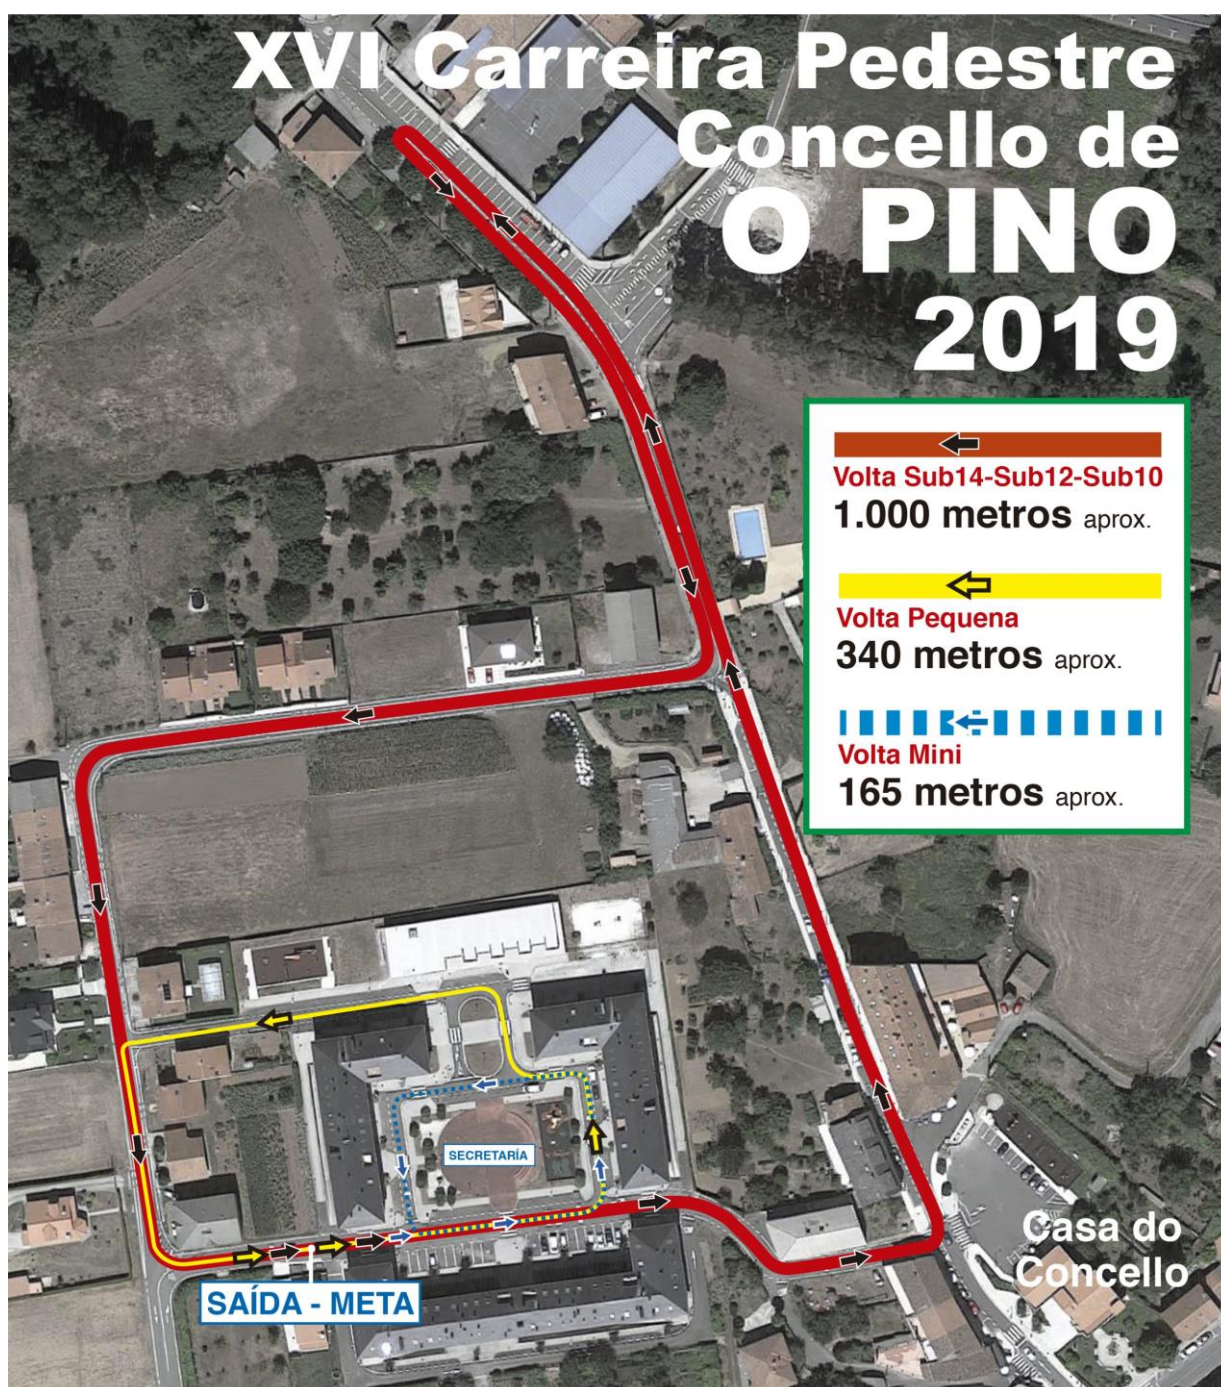 XVI Carreira Pedestre
Concello de
O PINO
2019
Volta Sub14-Sub12-Sub10
1.000 metros aprox.
Volta Pequena
340 metros aprox.
Volta Mini
165 metros aprox.
SECRETARÍA
Casa do
Concello
SAÍDA - META